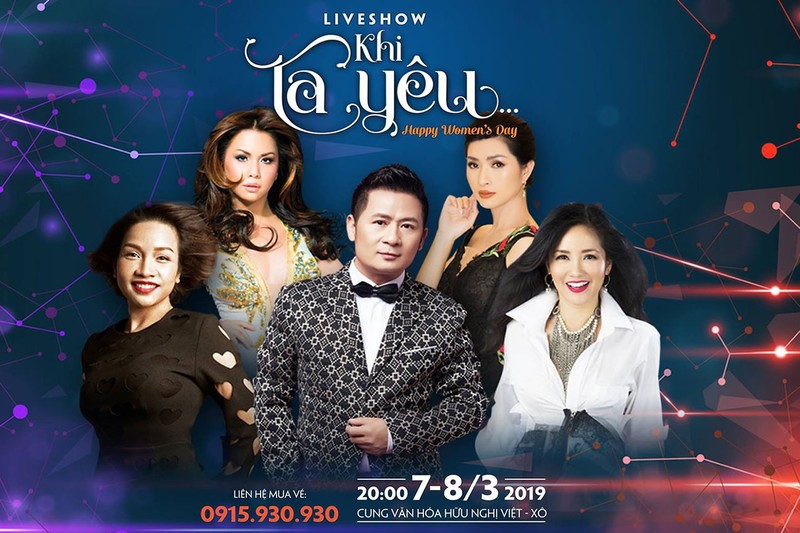 LIVESHOW
Khi
Ta yêu...
Happy Women's Day
LIÊN HỆ MUA VÉ:
0915.930.930
20:00 7-8/3 2019
CUNG VĂN HÓA HỮU NGHỊ VIỆT - XÔ